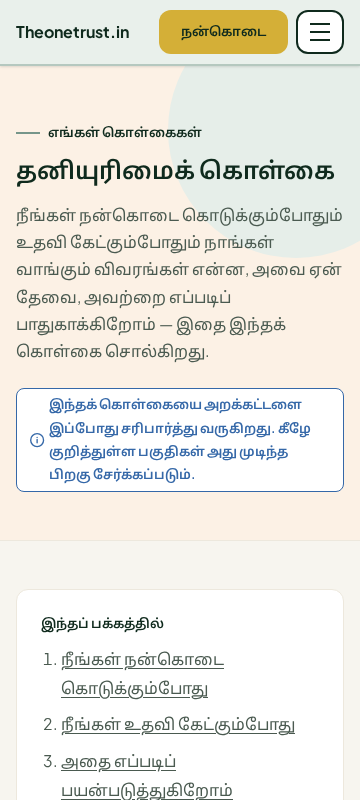 Theonetrust.in
நன்கொடை
எங்கள் கொள்கைகள்
தனியுரிமைக் கொள்கை
நீங்கள் நன்கொடை கொடுக்கும்போதும்
உதவி கேட்கும்போதும் நாங்கள்
வாங்கும் விவரங்கள் என்ன, அவை ஏன்
தேவை, அவற்றை எப்படிப்
பாதுகாக்கிறோம் — இதை இந்தக்
கொள்கை சொல்கிறது.
இந்தக் கொள்கையை அறக்கட்டளை
இப்போது சரிபார்த்து வருகிறது. கீழே
குறித்துள்ள பகுதிகள் அது முடிந்த
பிறகு சேர்க்கப்படும்.
இந்தப் பக்கத்தில்
1. நீங்கள் நன்கொடை
கொடுக்கும்போது
2. நீங்கள் உதவி கேட்கும்போது
3. அதை எப்படிப்
பயன்படுத்துகிறோம்